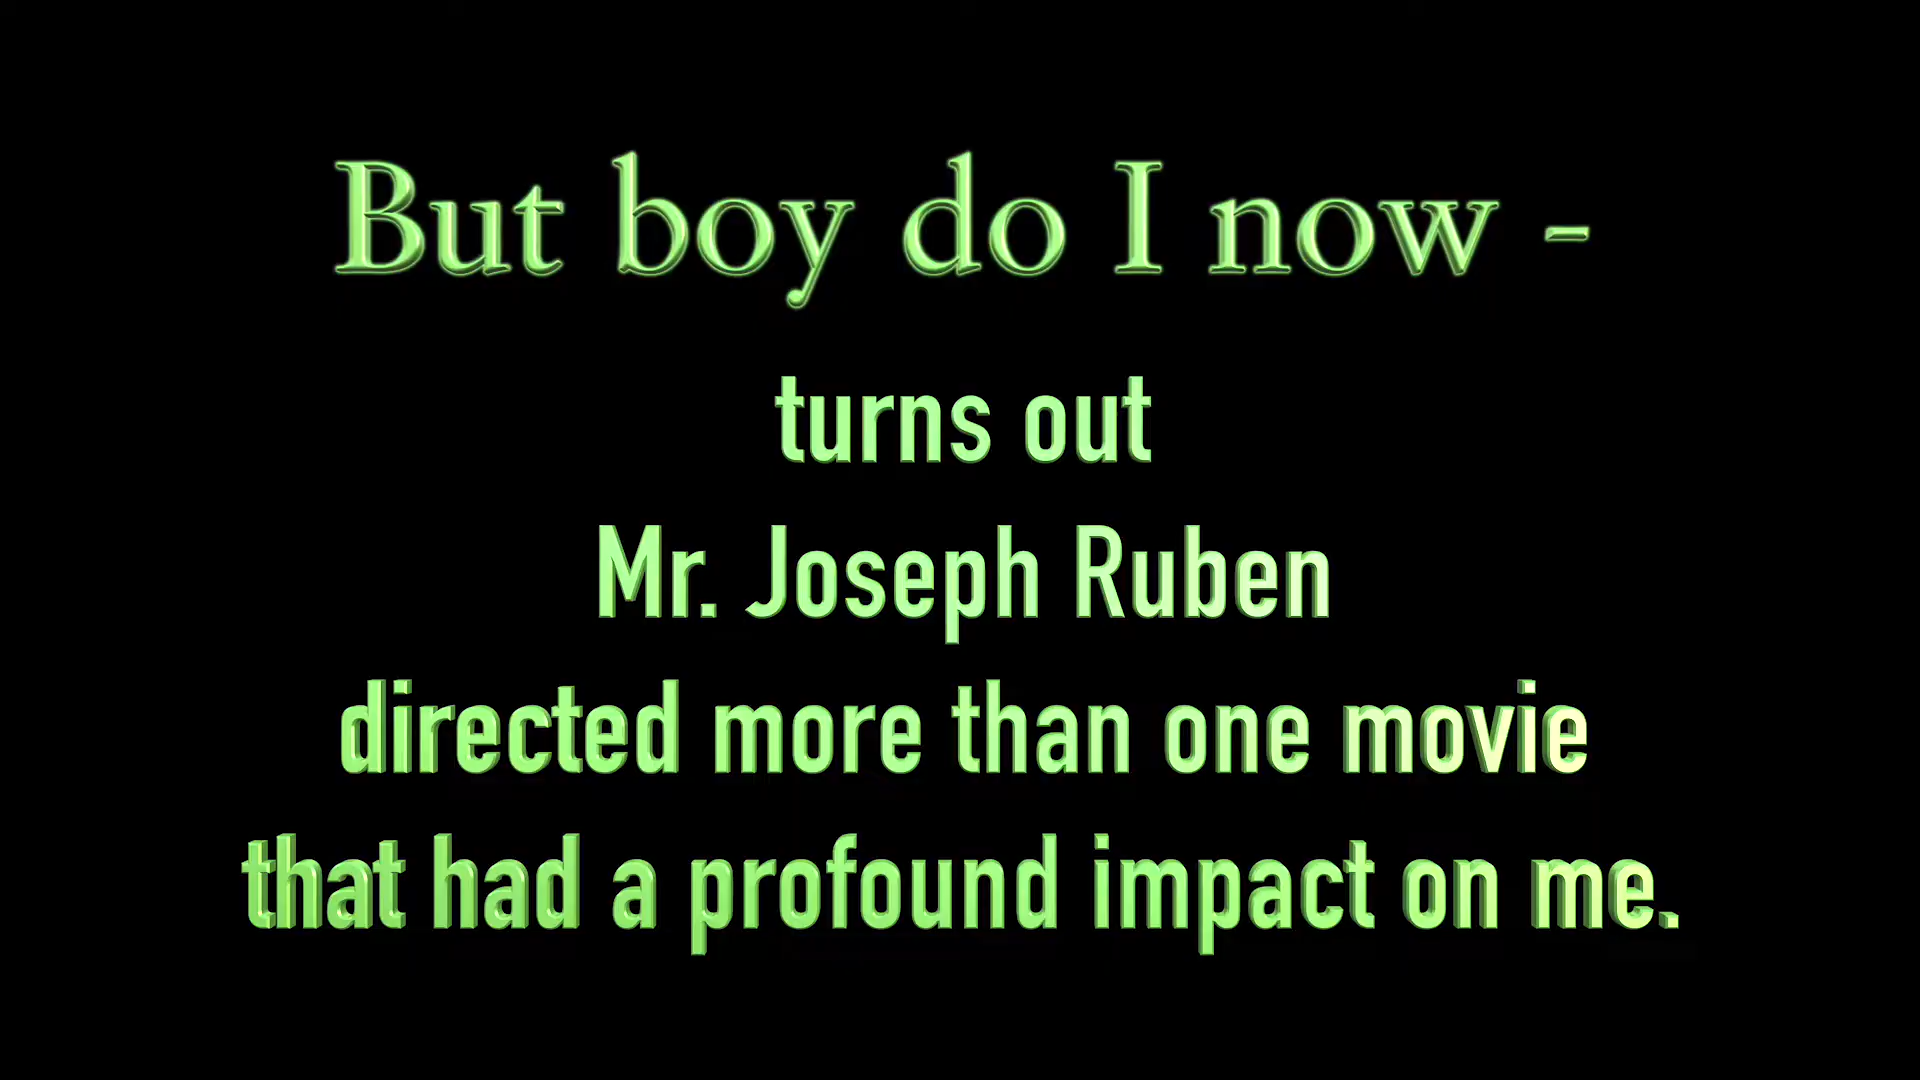 But boy do I now -
turns out
Mr. Joseph Ruben
directed more than one movie
that had a profound impact on me.